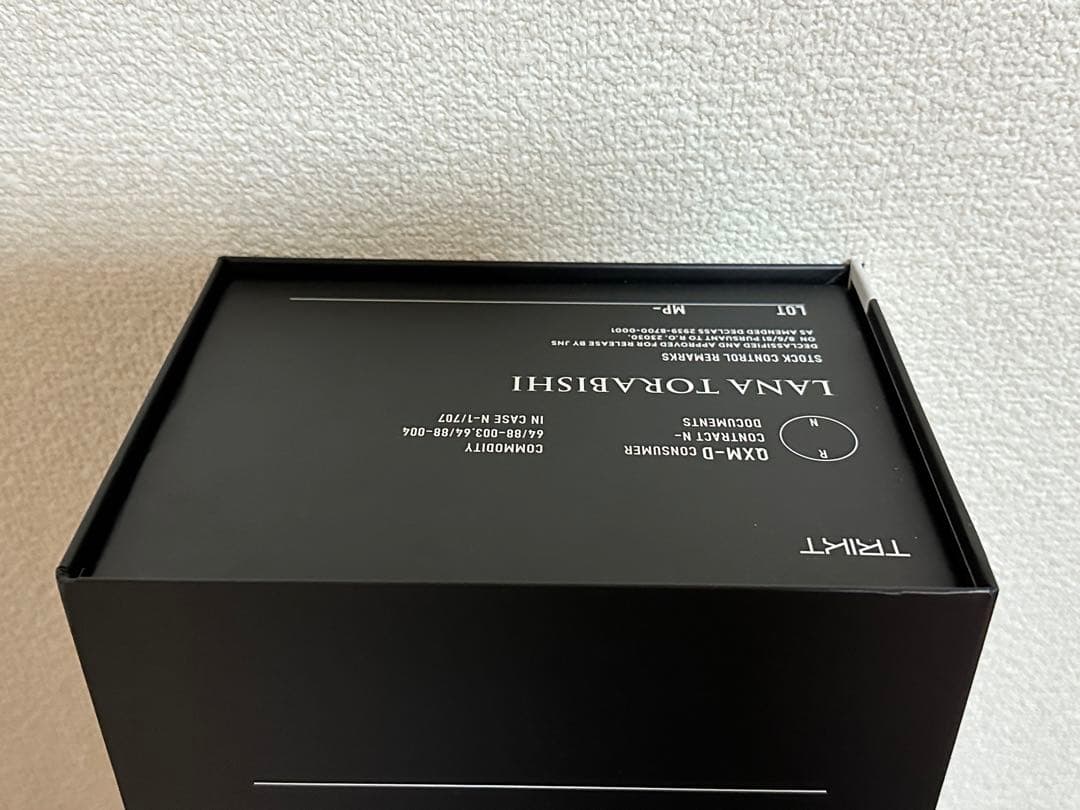 TRIKT
R
N
QXM-D CONSUMER
CONTRACT N-
DOCUMENTS
COMMODITY
64/88-003.64/88-004
IN CASE N-1/707
LANA TORABISHI
STOCK CONTROL REMARKS
DECLASSIFIED AND APPROVED FOR RELEASE BY JNS
ON 8/6/81 PURSUANT TO R.O. 23030.
AS AMENDED DECLASS 2939-8700-0001
LOT MP-